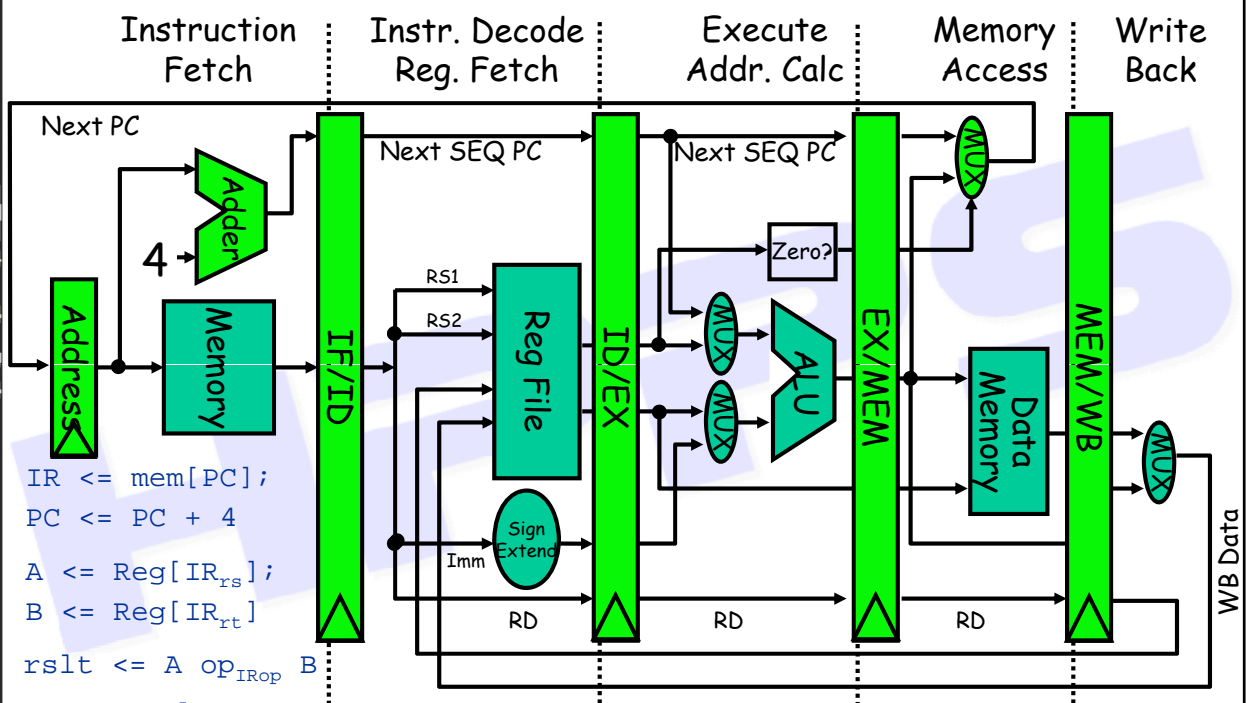 Instruction
Fetch
Instr. Decode
Reg. Fetch
Execute
Addr. Calc
Memory
Access
Write
Back
Next PC
Next SEQ PC
Next SEQ PC
MUX
Adder
4
Zero?
RS1
RS2
Address
Memory
IF/ID
Reg File
ID/EX
MUX
MUX
ALU
EX/MEM
Data
Memory
MEM/WB
MUX
Sign
Extend
Imm
RD
RD
RD
WB Data
IR <= mem[PC];
PC <= PC + 4
A <= Reg[IRrs];
B <= Reg[IRrt]
rslt <= A opIRop B